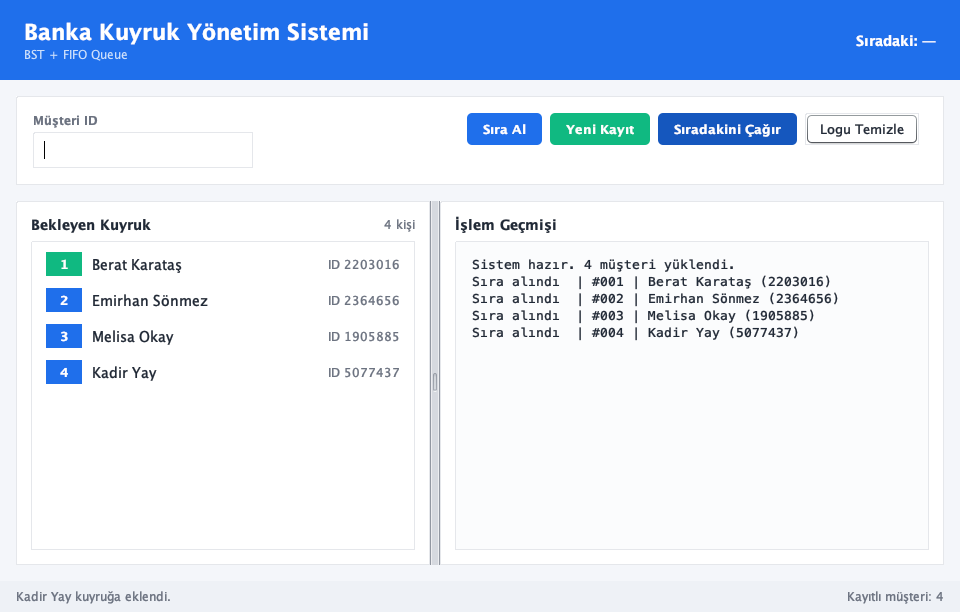 Banka Kuyruk Yönetim Sistemi
BST + FIFO Queue
Sıradaki: —
Müşteri ID
Sıra Al
Yeni Kayıt
Sıradakini Çağır
Logu Temizle
Bekleyen Kuyruk
4 kişi
1 Berat Karataş ID 2203016
2 Emirhan Sönmez ID 2364656
3 Melisa Okay ID 1905885
4 Kadir Yay ID 5077437
İşlem Geçmişi
Sistem hazır. 4 müşteri yüklendi.
Sıra alındı | #001 | Berat Karataş (2203016)
Sıra alındı | #002 | Emirhan Sönmez (2364656)
Sıra alındı | #003 | Melisa Okay (1905885)
Sıra alındı | #004 | Kadir Yay (5077437)
Kadir Yay kuyruğa eklendi.
Kayıtlı müşteri: 4